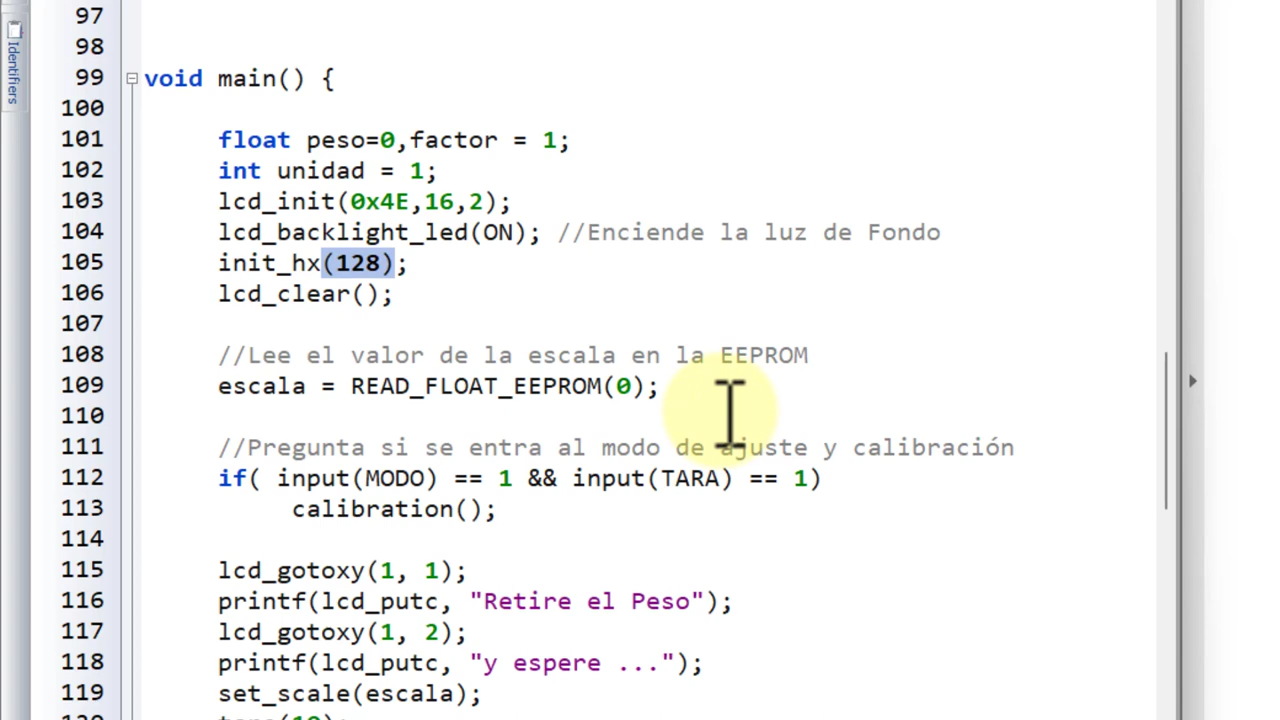 Identifiers
97
98
99 void main() {
100
101 float peso=0,factor = 1;
102 int unidad = 1;
103 lcd_init(0x4E,16,2);
104 lcd_backlight_led(ON); //Enciende la luz de Fondo
105 init_hx(128);
106 lcd_clear();
107
108 //Lee el valor de la escala en la EEPROM
109 escala = READ_FLOAT_EEPROM(0);
110
111 //Pregunta si se entra al modo de ajuste y calibración
112 if( input(MODO) == 1 && input(TARA) == 1)
113 calibration();
114
115 lcd_gotoxy(1, 1);
116 printf(lcd_putc, "Retire el Peso");
117 lcd_gotoxy(1, 2);
118 printf(lcd_putc, "y espere ...");
119 set_scale(escala);